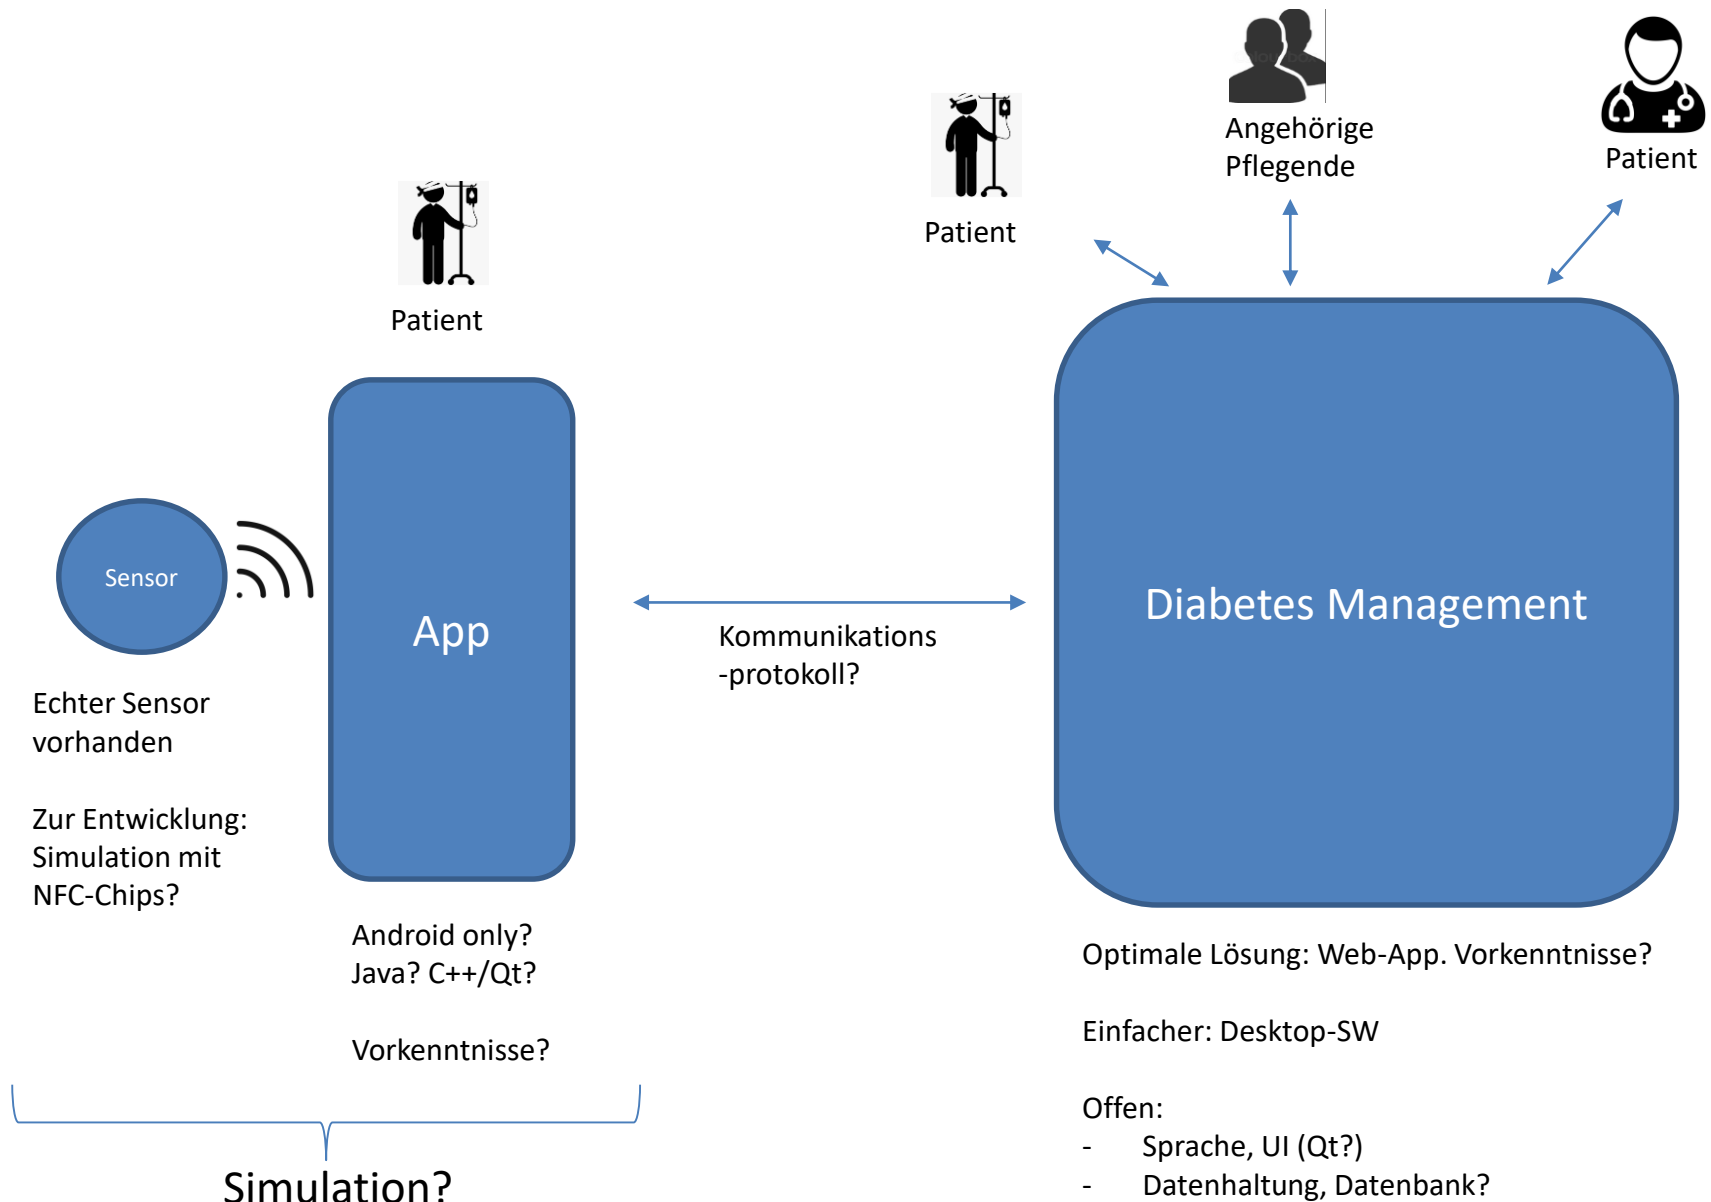 Angehörige
Pflegende
Patient
Patient
Patient
Sensor
App
Diabetes Management
Kommunikations
-protokoll?
Echter Sensor
vorhanden
Zur Entwicklung:
Simulation mit
NFC-Chips?
Android only?
Java? C++/Qt?
Vorkenntnisse?
Simulation?
Optimale Lösung: Web-App. Vorkenntnisse?
Einfacher: Desktop-SW
Offen:
- Sprache, UI (Qt?)
- Datenhaltung, Datenbank?